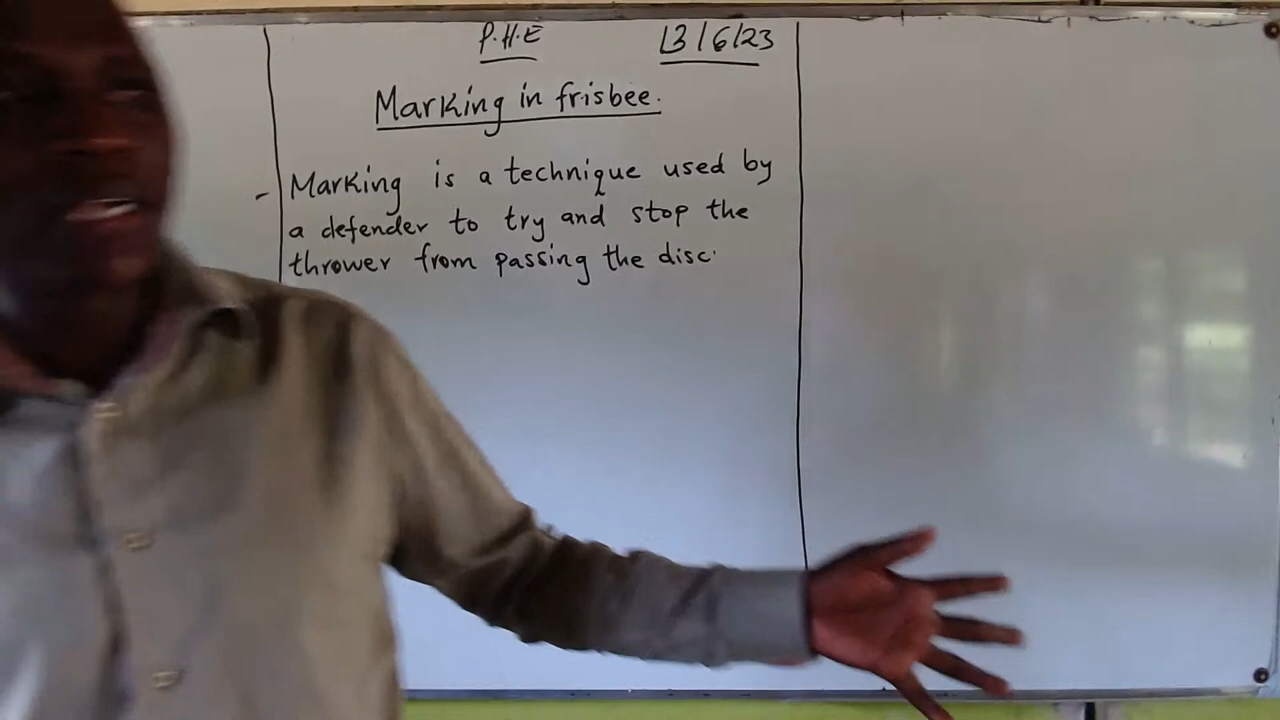 P.H.E 13/6/23
Marking in frisbee.
- Marking is a technique used by
a defender to try and stop the
thrower from passing the disc.